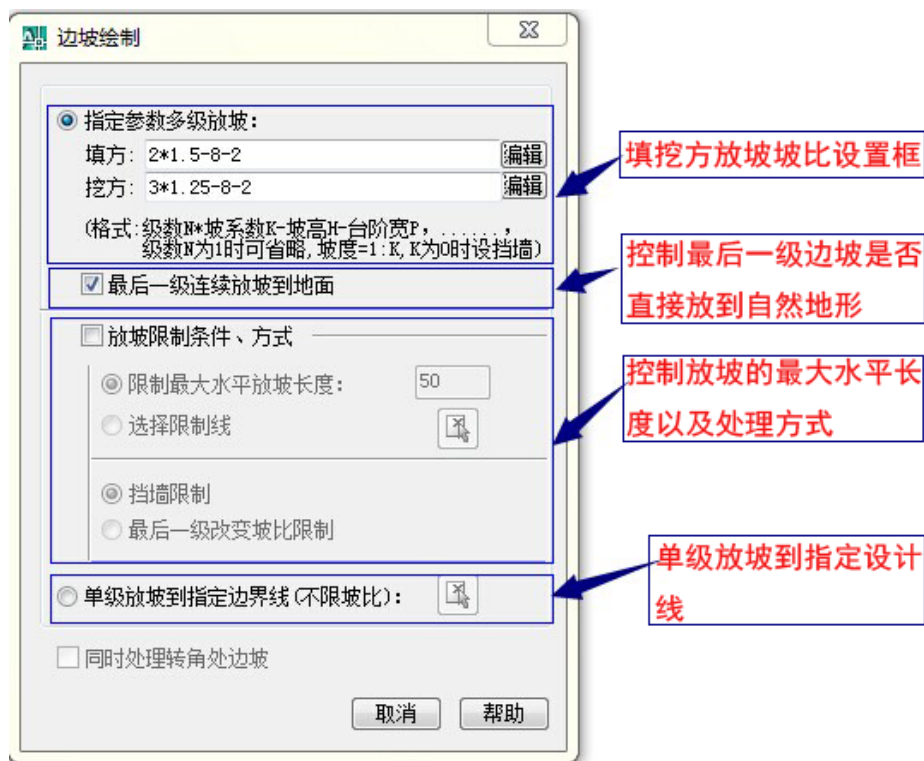 边坡绘制
指定参数多级放坡:
填方: 2*1.5-8-2 编辑
挖方: 3*1.25-8-2 编辑
(格式:级数N*坡系数K-坡高H-台阶宽P, ......,
级数N为1时可省略,坡度=1:K,K为0时设挡墙)
最后一级连续放坡到地面
放坡限制条件、方式
限制最大水平放坡长度: 50
选择限制线
挡墙限制
最后一级改变坡比限制
单级放坡到指定边界线(不限坡比):
同时处理转角处边坡
取消 帮助
填挖方放坡坡比设置框
控制最后一级边坡是否
直接放到自然地形
控制放坡的最大水平长
度以及处理方式
单级放坡到指定设计
线